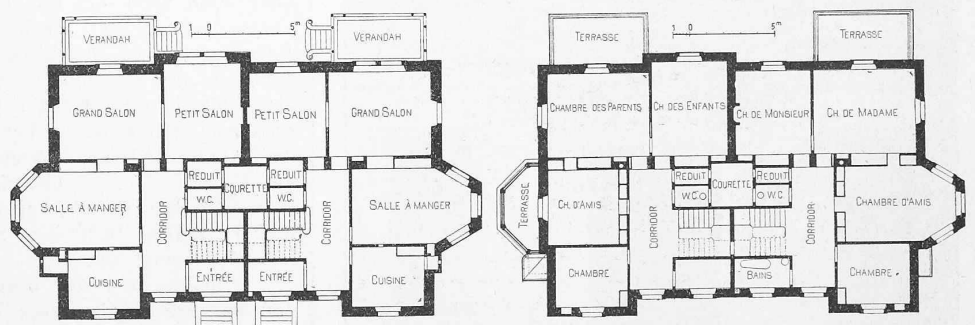 VERANDAH
1 0 5 m
VERANDAH
GRAND SALON
PETIT SALON
PETIT SALON
GRAND SALON
REDUIT
REDUIT
COURETTE
W.C.
W.C.
SALLE À MANGER
CORRIDOR
CORRIDOR
SALLE À MANGER
CUISINE
ENTRÉE
ENTRÉE
CUISINE
TERRASSE
1 0 5 m
TERRASSE
CHAMBRE DES PARENTS
CH. DES ENFANTS
CH. DE MONSIEUR
CH. DE MADAME
REDUIT
REDUIT
COURETTE
W.C.
W.C.
TERRASSE
CH. D'AMIS
CORRIDOR
CORRIDOR
CHAMBRE D'AMIS
CHAMBRE
BAINS
CHAMBRE